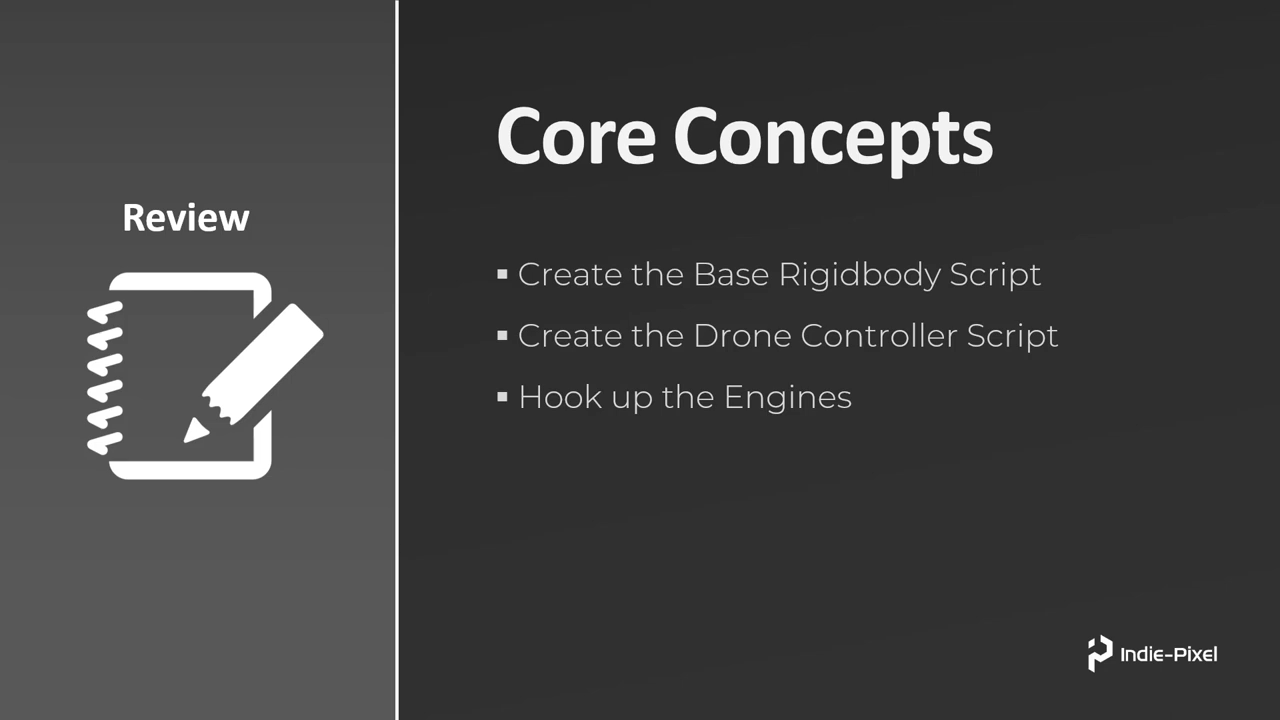 Review
Core Concepts
▪ Create the Base Rigidbody Script
▪ Create the Drone Controller Script
▪ Hook up the Engines
Indie-Pixel